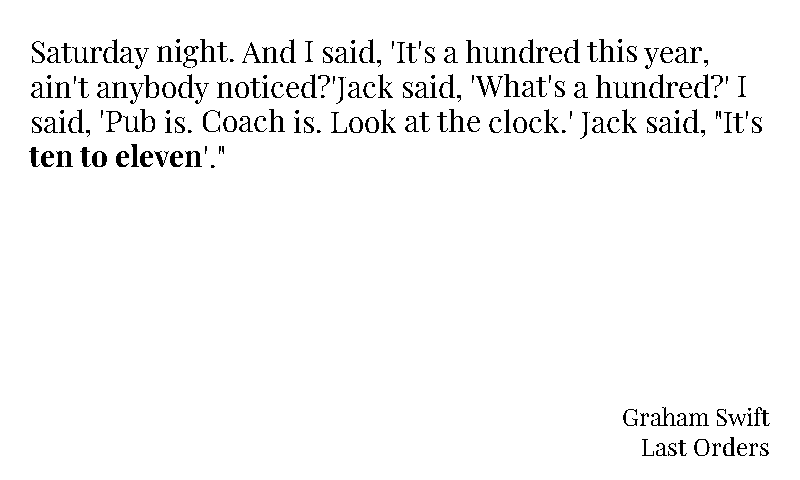 Saturday night. And I said, 'It's a hundred this year,
ain't anybody noticed?'Jack said, 'What's a hundred?' I
said, 'Pub is. Coach is. Look at the clock.' Jack said, "It's
ten to eleven'."
Graham Swift
Last Orders